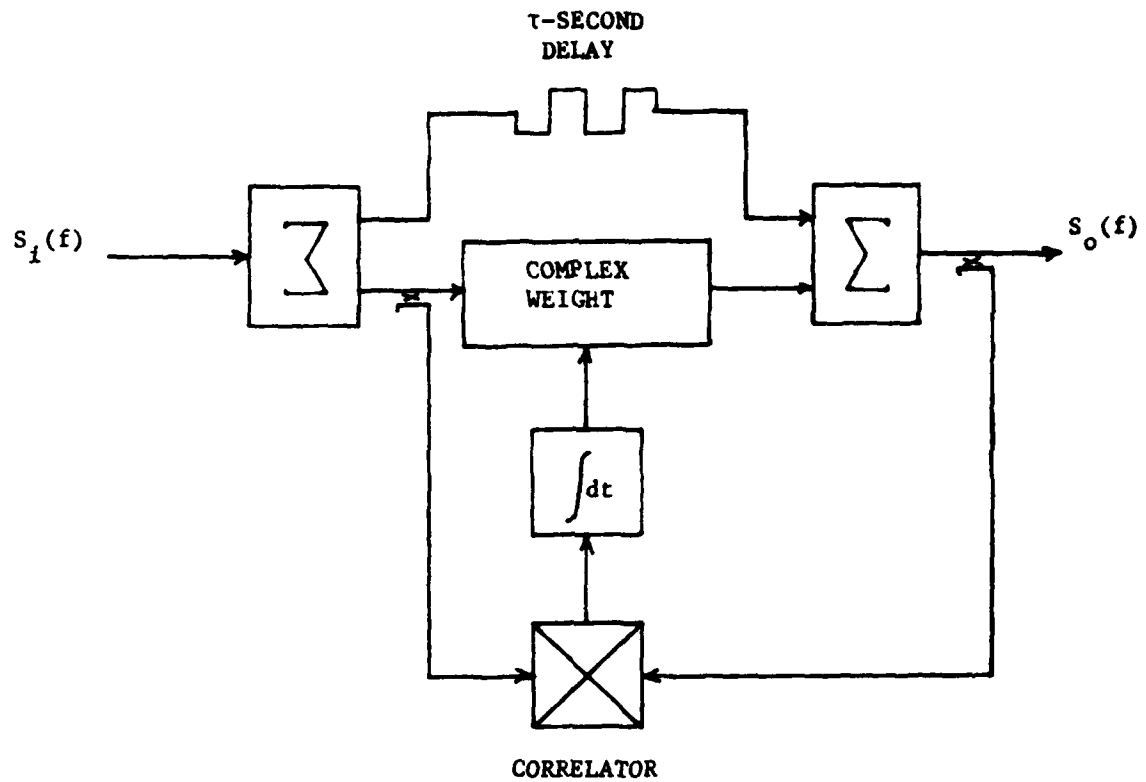 τ-SECOND
DELAY
Σ
Σ
S_i(f)
S_o(f)
COMPLEX
WEIGHT
∫dt
CORRELATOR